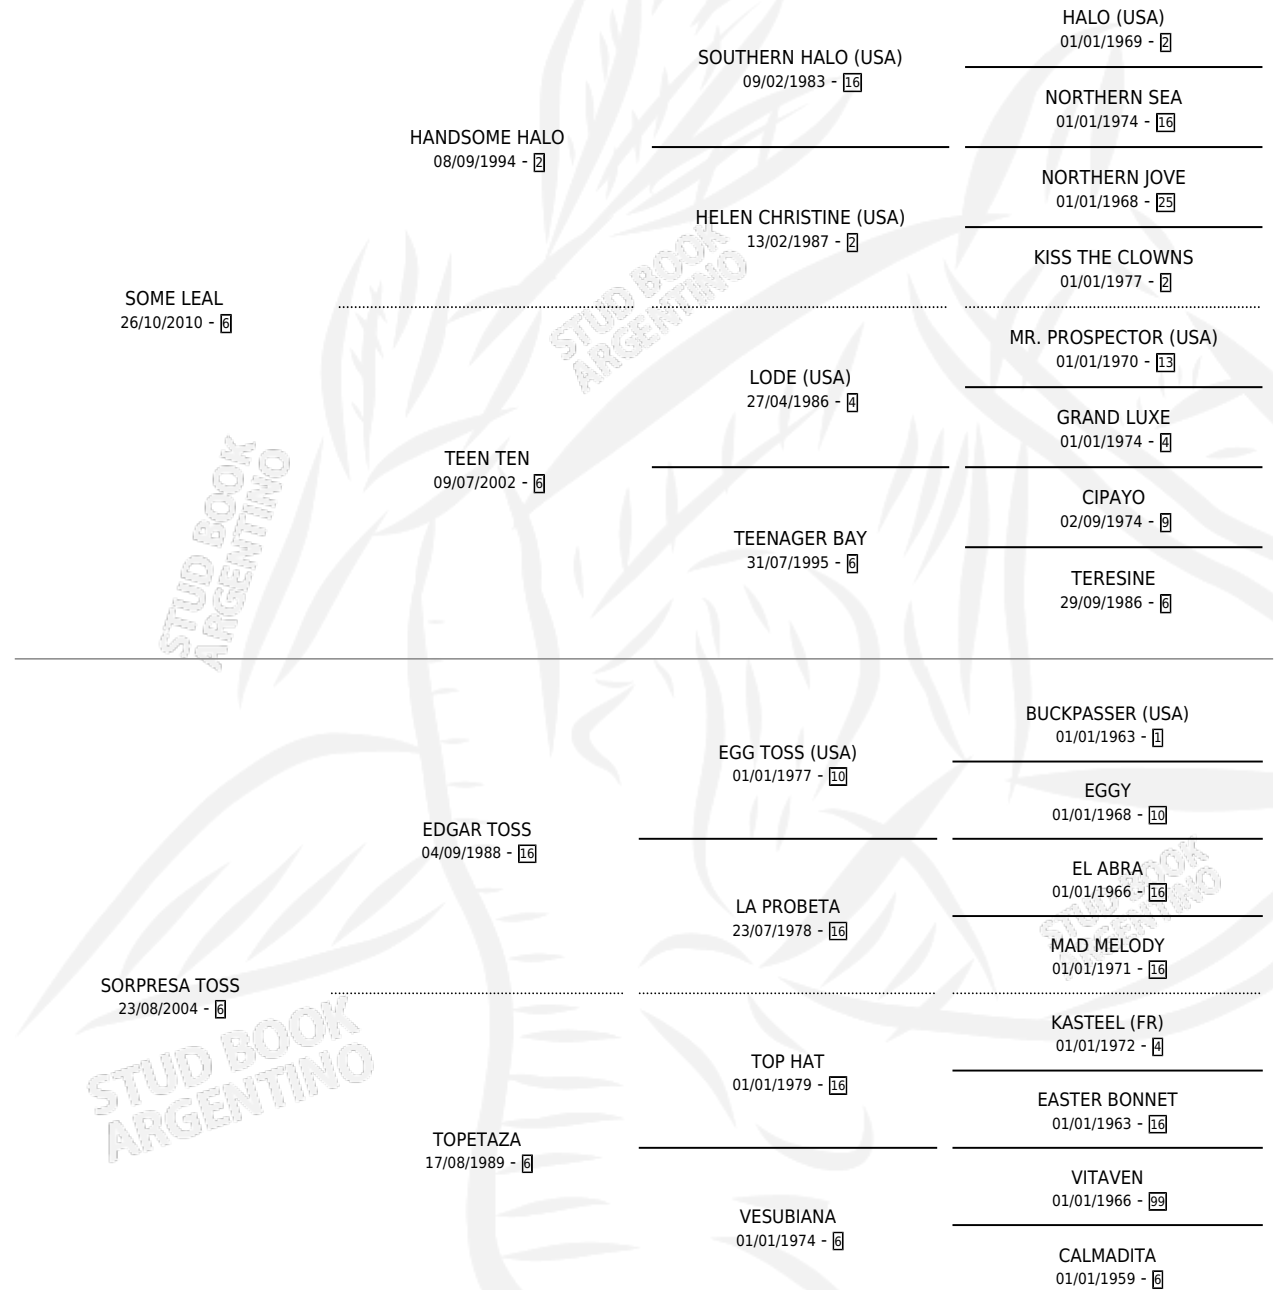 HALO (USA)
01/01/1969 - 2
SOUTHERN HALO (USA)
09/02/1983 - 16
NORTHERN SEA
01/01/1974 - 16
HANDSOME HALO
08/09/1994 - 2
NORTHERN JOVE
01/01/1968 - 25
HELEN CHRISTINE (USA)
13/02/1987 - 2
KISS THE CLOWNS
01/01/1977 - 2
SOME LEAL
26/10/2010 - 6
MR. PROSPECTOR (USA)
01/01/1970 - 13
LODE (USA)
27/04/1986 - 4
GRAND LUXE
01/01/1974 - 4
TEEN TEN
09/07/2002 - 6
CIPAYO
02/09/1974 - 9
TEENAGER BAY
31/07/1995 - 6
TERESINE
29/09/1986 - 6
STUD BOOK
ARGENTINO
STUD BOOK
ARGENTINO
BUCKPASSER (USA)
01/01/1963 - 1
EGG TOSS (USA)
01/01/1977 - 10
EGGY
01/01/1968 - 10
EDGAR TOSS
04/09/1988 - 16
EL ABRA
01/01/1966 - 16
LA PROBETA
23/07/1978 - 16
MAD MELODY
01/01/1971 - 16
SORPRESA TOSS
23/08/2004 - 6
KASTEEL (FR)
01/01/1972 - 4
TOP HAT
01/01/1979 - 16
EASTER BONNET
01/01/1963 - 16
TOPETAZA
17/08/1989 - 6
VITAVEN
01/01/1966 - 99
VESUBIANA
01/01/1974 - 6
CALMADITA
01/01/1959 - 6
STUD BOOK
ARGENTINO
STUD BOOK
ARGENTINO